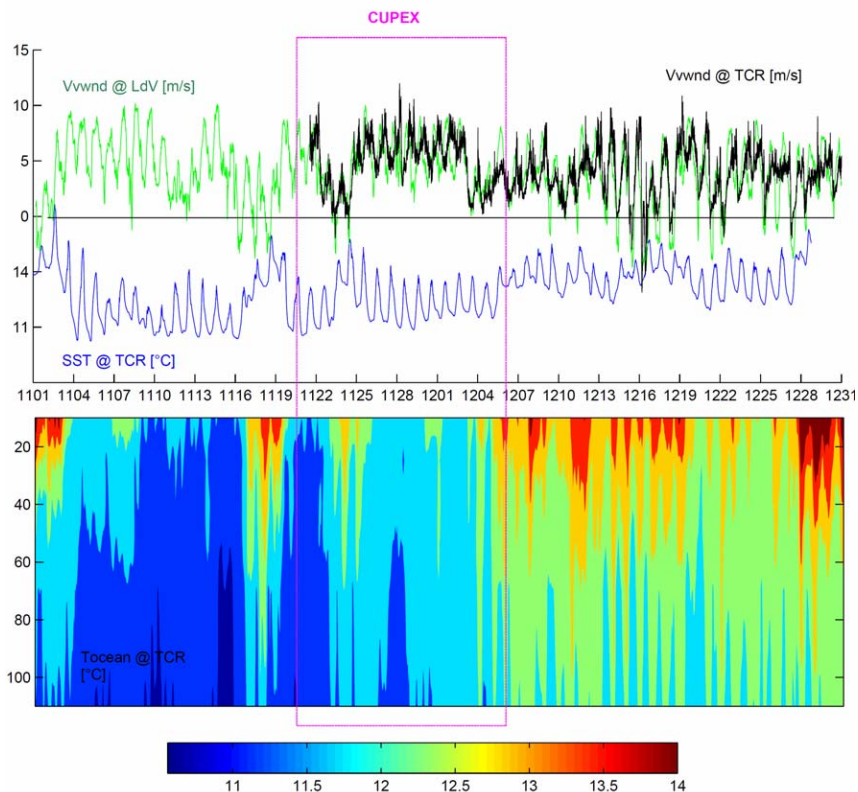 CUPEX
15
Vvwnd @ LdV [m/s]
Vvwnd @ TCR [m/s]
10
5
0
14
11
SST @ TCR [°C]
1101 1104 1107 1110 1113 1116 1119 1122 1125 1128 1201 1204 1207 1210 1213 1216 1219 1222 1225 1228 1231
20
40
60
80
100
Tocean @ TCR
[°C]
11 11.5 12 12.5 13 13.5 14